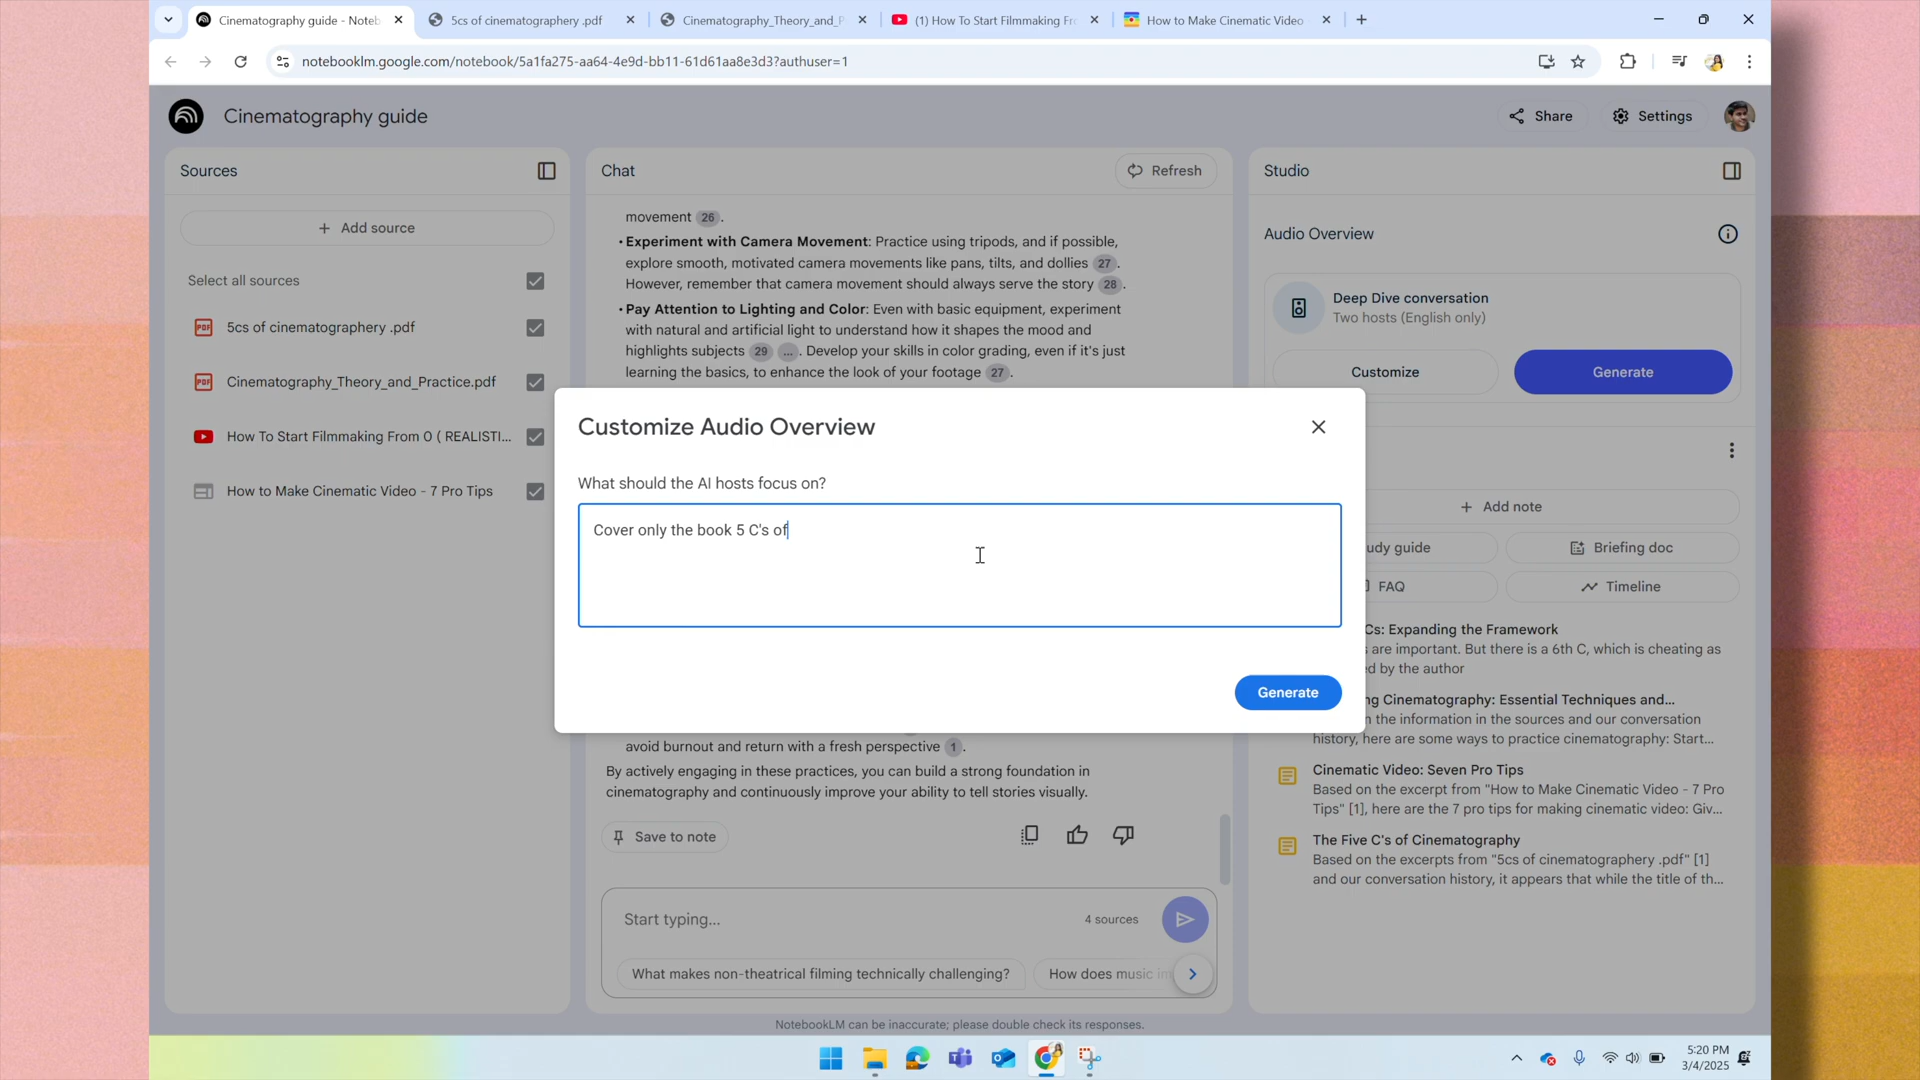 Cinematography guide - Noteb
5cs of cinematographery .pdf
Cinematography_Theory_and_P
(1) How To Start Filmmaking Fr
How to Make Cinematic Video
notebooklm.google.com/notebook/5a1fa275-aa64-4e9d-bb11-61d61aa8e3d3?authuser=1
Cinematography guide
Share
Settings
Sources
Add source
Select all sources
5cs of cinematographery .pdf
Cinematography_Theory_and_Practice.pdf
How To Start Filmmaking From 0 ( REALISTI...
How to Make Cinematic Video - 7 Pro Tips
Chat
Refresh
movement 26 .
• Experiment with Camera Movement: Practice using tripods, and if possible,
explore smooth, motivated camera movements like pans, tilts, and dollies 27 .
However, remember that camera movement should always serve the story 28 .
• Pay Attention to Lighting and Color: Even with basic equipment, experiment
with natural and artificial light to understand how it shapes the mood and
highlights subjects 29 ... . Develop your skills in color grading, even if it's just
learning the basics, to enhance the look of your footage 27 .
Customize Audio Overview
What should the AI hosts focus on?
Cover only the book 5 C's of
Generate
avoid burnout and return with a fresh perspective 1 .
By actively engaging in these practices, you can build a strong foundation in
cinematography and continuously improve your ability to tell stories visually.
Save to note
Start typing...
4 sources
What makes non-theatrical filming technically challenging?
How does music im
Studio
Audio Overview
Deep Dive conversation
Two hosts (English only)
Customize
Generate
Add note
udy guide
Briefing doc
FAQ
Timeline
Cs: Expanding the Framework
are important. But there is a 6th C, which is cheating as
d by the author
ng Cinematography: Essential Techniques and...
n the information in the sources and our conversation
history, here are some ways to practice cinematography: Start...
Cinematic Video: Seven Pro Tips
Based on the excerpt from "How to Make Cinematic Video - 7 Pro
Tips" [1], here are the 7 pro tips for making cinematic video: Giv...
The Five C's of Cinematography
Based on the excerpts from "5cs of cinematographery .pdf" [1]
and our conversation history, it appears that while the title of th...
NotebookLM can be inaccurate; please double check its responses.
5:20 PM
3/4/2025